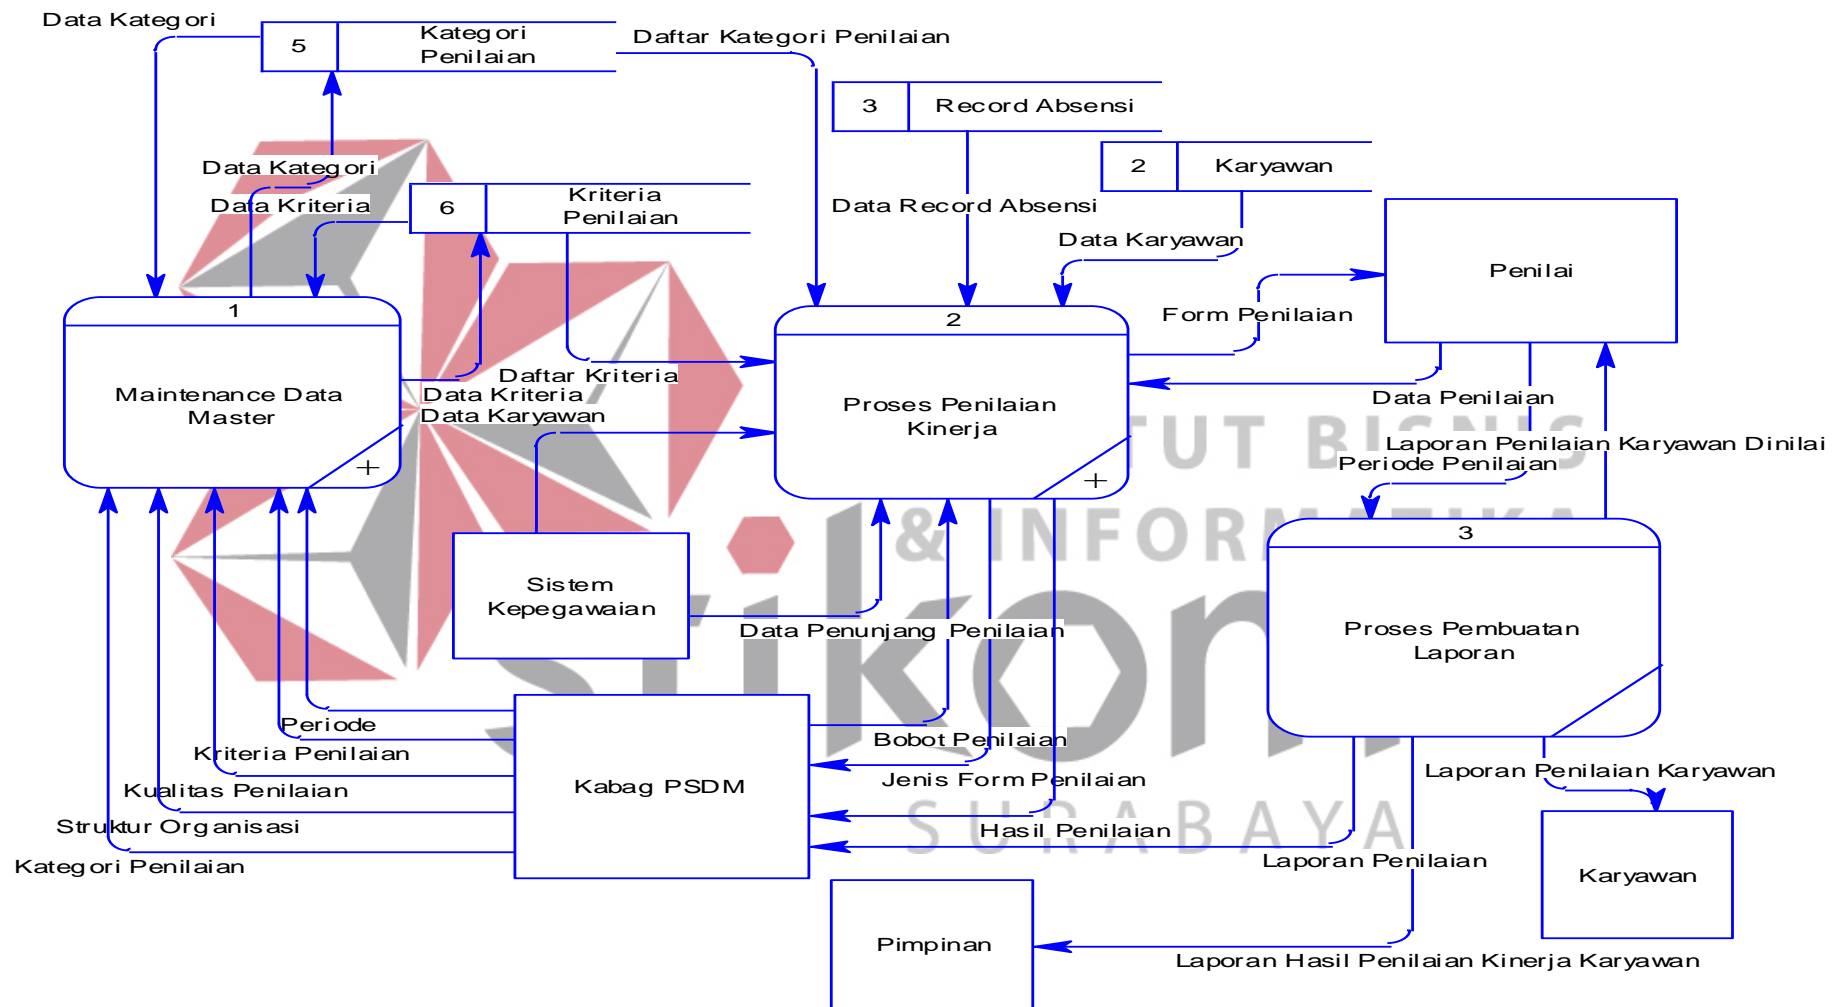 Data Kategori
5
Kategori
Penilaian
Daftar Kategori Penilaian
3
Record Absensi
2
Karyawan
Data Kategori
Data Kriteria
6
Kriteria
Penilaian
Data Record Absensi
Data Karyawan
Penilai
1
Maintenance Data
Master
2
Proses Penilaian
Kinerja
Form Penilaian
Daftar Kriteria
Data Kriteria
Data Karyawan
Data Penilaian
Laporan Penilaian Karyawan Dinilai
Periode Penilaian
TUT BISNIS
& INFORMATIKA
stikom
SURABAYA
3
Proses Pembuatan
Laporan
Sistem
Kepegawaian
Data Penunjang Penilaian
Periode
Kriteria Penilaian
Kualitas Penilaian
Struktur Organisasi
Kategori Penilaian
Kabag PSDM
Bobot Penilaian
Jenis Form Penilaian
Hasil Penilaian
Laporan Penilaian
Laporan Penilaian Karyawan
Karyawan
Pimpinan
Laporan Hasil Penilaian Kinerja Karyawan